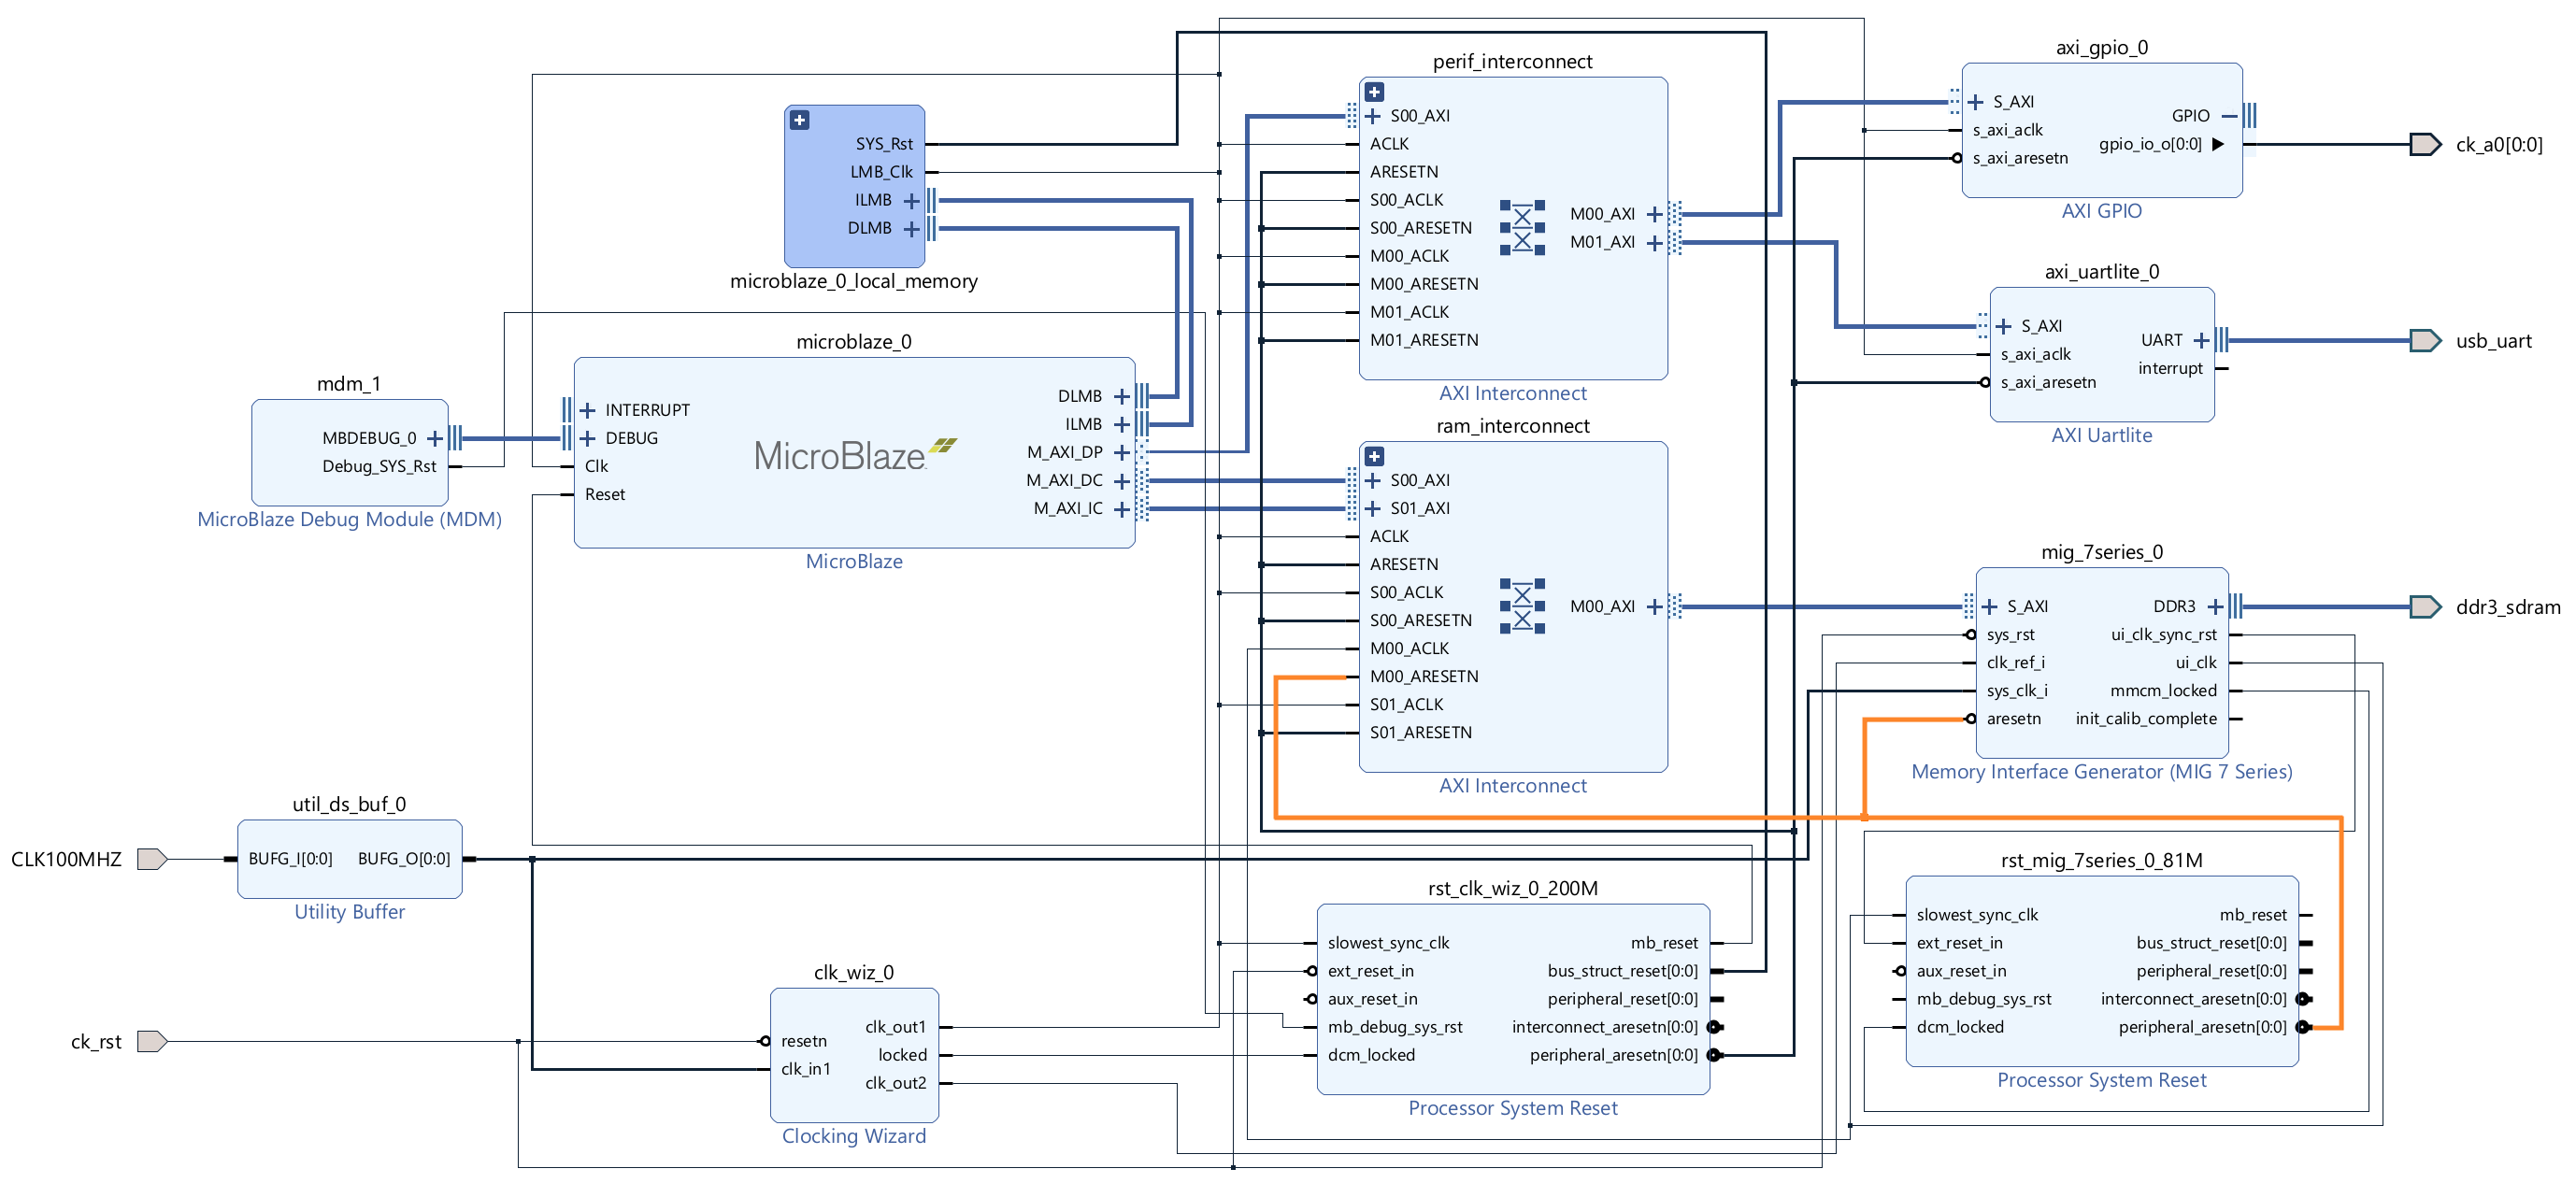 microblaze_0_local_memory
SYS_Rst
LMB_Clk
ILMB
DLMB
mdm_1
MBDEBUG_0
Debug_SYS_Rst
MicroBlaze Debug Module (MDM)
microblaze_0
INTERRUPT
DEBUG
Clk
Reset
MicroBlaze
DLMB
ILMB
M_AXI_DP
M_AXI_DC
M_AXI_IC
MicroBlaze
perif_interconnect
S00_AXI
ACLK
ARESETN
S00_ACLK
S00_ARESETN
M00_ACLK
M00_ARESETN
M01_ACLK
M01_ARESETN
M00_AXI
M01_AXI
AXI Interconnect
ram_interconnect
S00_AXI
S01_AXI
ACLK
ARESETN
S00_ACLK
S00_ARESETN
M00_ACLK
M00_ARESETN
S01_ACLK
S01_ARESETN
M00_AXI
AXI Interconnect
axi_gpio_0
S_AXI
s_axi_aclk
s_axi_aresetn
GPIO
gpio_io_o[0:0]
AXI GPIO
ck_a0[0:0]
axi_uartlite_0
S_AXI
s_axi_aclk
s_axi_aresetn
UART
interrupt
AXI Uartlite
usb_uart
mig_7series_0
S_AXI
sys_rst
clk_ref_i
sys_clk_i
aresetn
DDR3
ui_clk_sync_rst
ui_clk
mmcm_locked
init_calib_complete
Memory Interface Generator (MIG 7 Series)
ddr3_sdram
CLK100MHZ
util_ds_buf_0
BUFG_I[0:0]
BUFG_O[0:0]
Utility Buffer
ck_rst
clk_wiz_0
resetn
clk_in1
clk_out1
locked
clk_out2
Clocking Wizard
rst_clk_wiz_0_200M
slowest_sync_clk
ext_reset_in
aux_reset_in
mb_debug_sys_rst
dcm_locked
mb_reset
bus_struct_reset[0:0]
peripheral_reset[0:0]
interconnect_aresetn[0:0]
peripheral_aresetn[0:0]
Processor System Reset
rst_mig_7series_0_81M
slowest_sync_clk
ext_reset_in
aux_reset_in
mb_debug_sys_rst
dcm_locked
mb_reset
bus_struct_reset[0:0]
peripheral_reset[0:0]
interconnect_aresetn[0:0]
peripheral_aresetn[0:0]
Processor System Reset